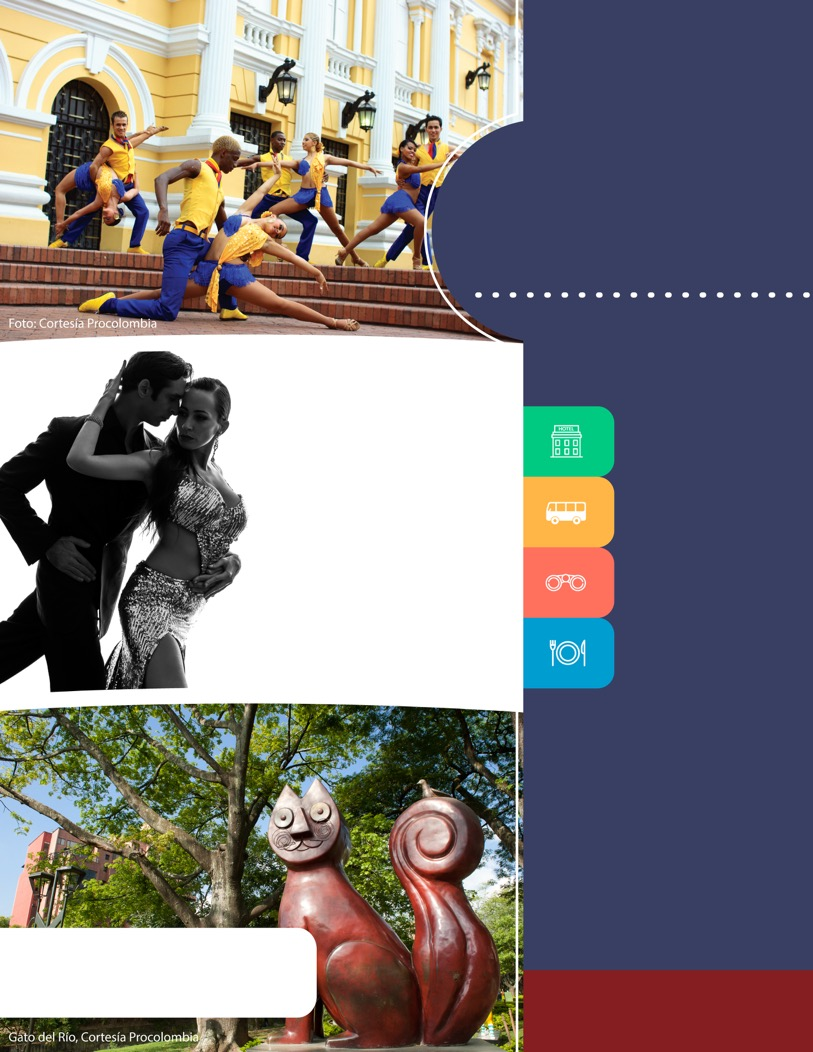 Foto: Cortesía Procolombia
HOTEL
Gato del Río, Cortesía Procolombia